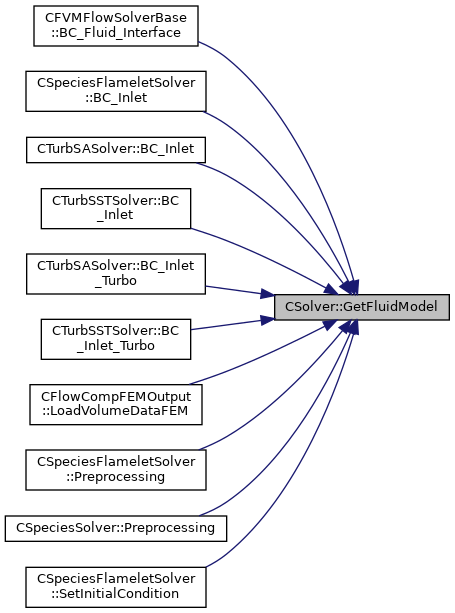 CFVMFlowSolverBase
::BC_Fluid_Interface
CSpeciesFlameletSolver
::BC_Inlet
CTurbSASolver::BC_Inlet
CTurbSSTSolver::BC
_Inlet
CTurbSASolver::BC_Inlet
_Turbo
CSolver::GetFluidModel
CTurbSSTSolver::BC
_Inlet_Turbo
CFlowCompFEMOutput
::LoadVolumeDataFEM
CSpeciesFlameletSolver
::Preprocessing
CSpeciesSolver::Preprocessing
CSpeciesFlameletSolver
::SetInitialCondition